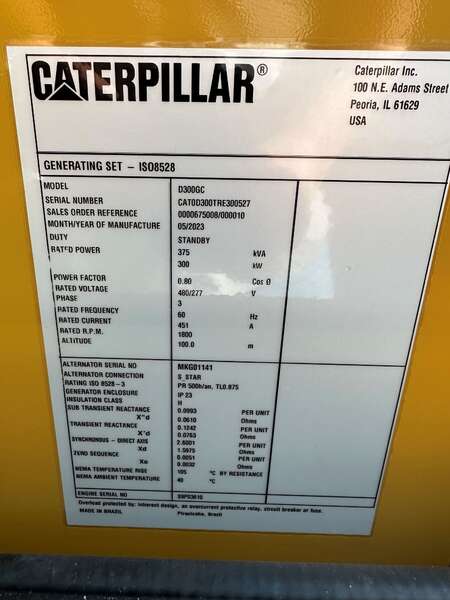 CATERPILLAR®
Caterpillar Inc.
100 N.E. Adams Street
Peoria, IL 61629
USA
GENERATING SET - ISO8528
MODEL D300GC
SERIAL NUMBER CAT0D300TRE300527
SALES ORDER REFERENCE 0000675008/000010
MONTH/YEAR OF MANUFACTURE 05/2023
DUTY STANDBY
RATED POWER 375 kVA
300 kW
POWER FACTOR 0.80 Cos Ø
RATED VOLTAGE 480/277 V
PHASE 3
RATED FREQUENCY 60 Hz
RATED CURRENT 451 A
RATED R.P.M. 1800
ALTITUDE 100.0 m
ALTERNATOR SERIAL NO MKG01141
ALTERNATOR CONNECTION S_STAR
RATING ISO 8528-3 PR 500h/an, TL0.875
GENERATOR ENCLOSURE IP 23
INSULATION CLASS H
SUB TRANSIENT REACTANCE 0.0993 PER UNIT
X"d 0.0610 Ohms
TRANSIENT REACTANCE 0.1242 PER UNIT
X'd 0.0763 Ohms
SYNCHRONOUS - DIRECT AXIS 2.6001 PER UNIT
Xd 1.5975 Ohms
ZERO SEQUENCE 0.0051 PER UNIT
Xo 0.0032 Ohms
NEMA TEMPERATURE RISE 105 °C BY RESISTANCE
NEMA AMBIENT TEMPERATURE 40 °C
ENGINE SERIAL NO
Overload protected by: inherent design, an overcurrent protective relay, circuit breaker or fuse.
MADE IN BRAZIL Piracicaba, Brazil